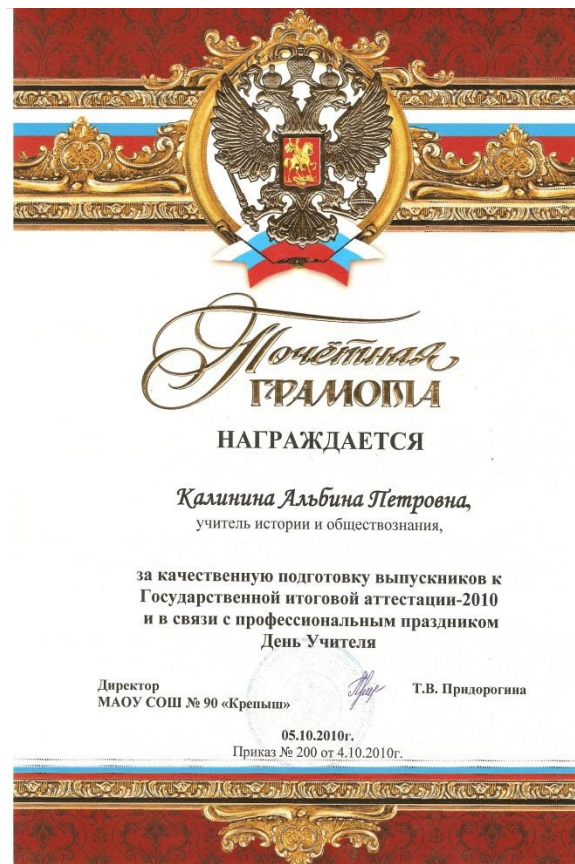 Почётная
ГРАМОТА
НАГРАЖДАЕТСЯ
Калинина Альбина Петровна,
учитель истории и обществознания,
за качественную подготовку выпускников к
Государственной итоговой аттестации-2010
и в связи с профессиональным праздником
День Учителя
Директор
МАОУ СОШ № 90 «Крепыш»
Т.В. Придорогина
05.10.2010г.
Приказ № 200 от 4.10.2010г.